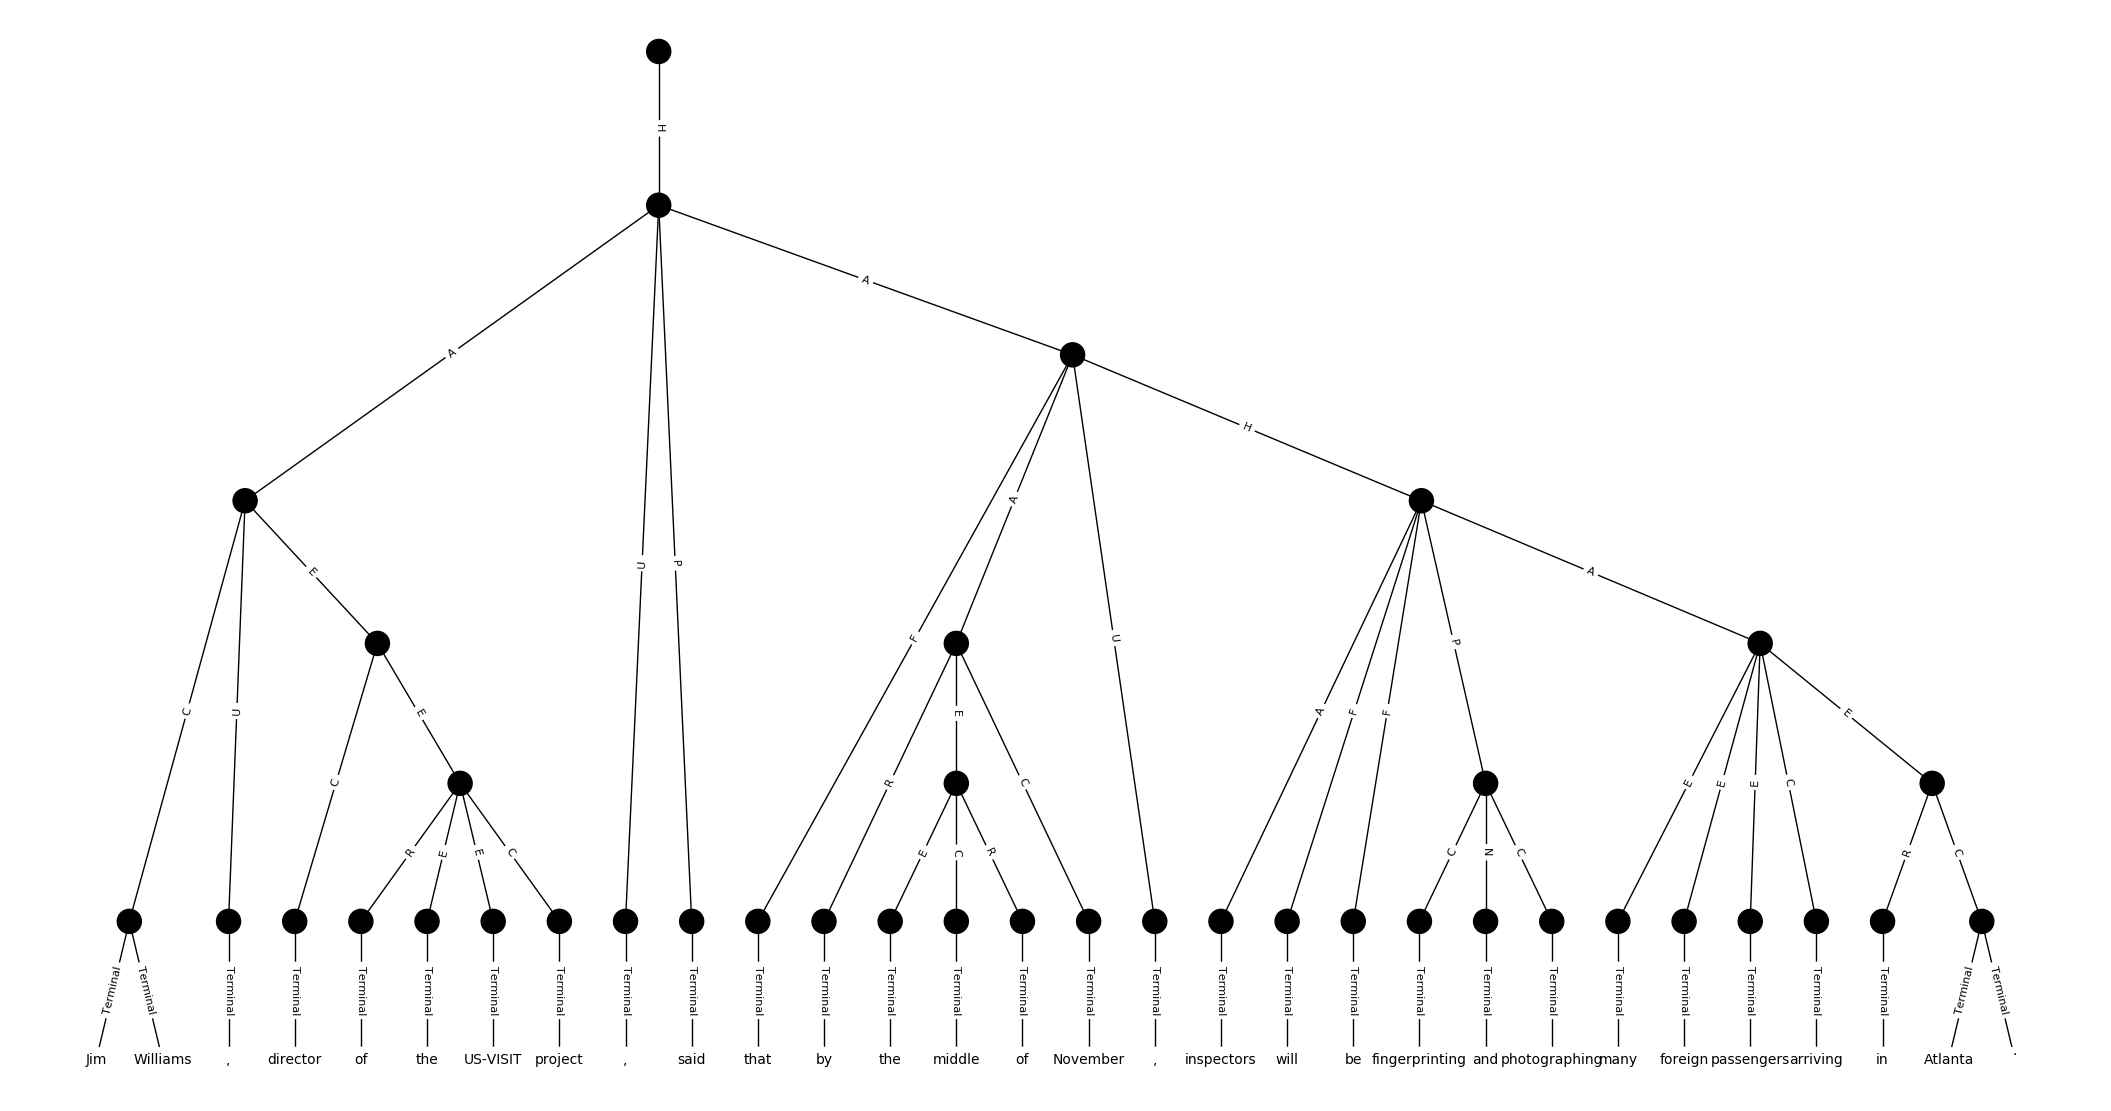 H
A
A
H
U
P
E
A
A
F
U
P
C
U
E
E
C
A
F
F
E
C
R
C
C
E
E
E
C
R
E
E
C
E
C
R
C
N
C
R
C
Terminal Terminal Terminal Terminal Terminal Terminal Terminal Terminal Terminal Terminal Terminal Terminal Terminal Terminal Terminal Terminal Terminal Terminal Terminal Terminal Terminal Terminal Terminal Terminal Terminal Terminal Terminal Terminal Terminal Terminal
Jim Williams , director of the US-VISIT project , said that by the middle of November , inspectors will be fingerprinting and photographing many foreign passengers arriving in Atlanta .